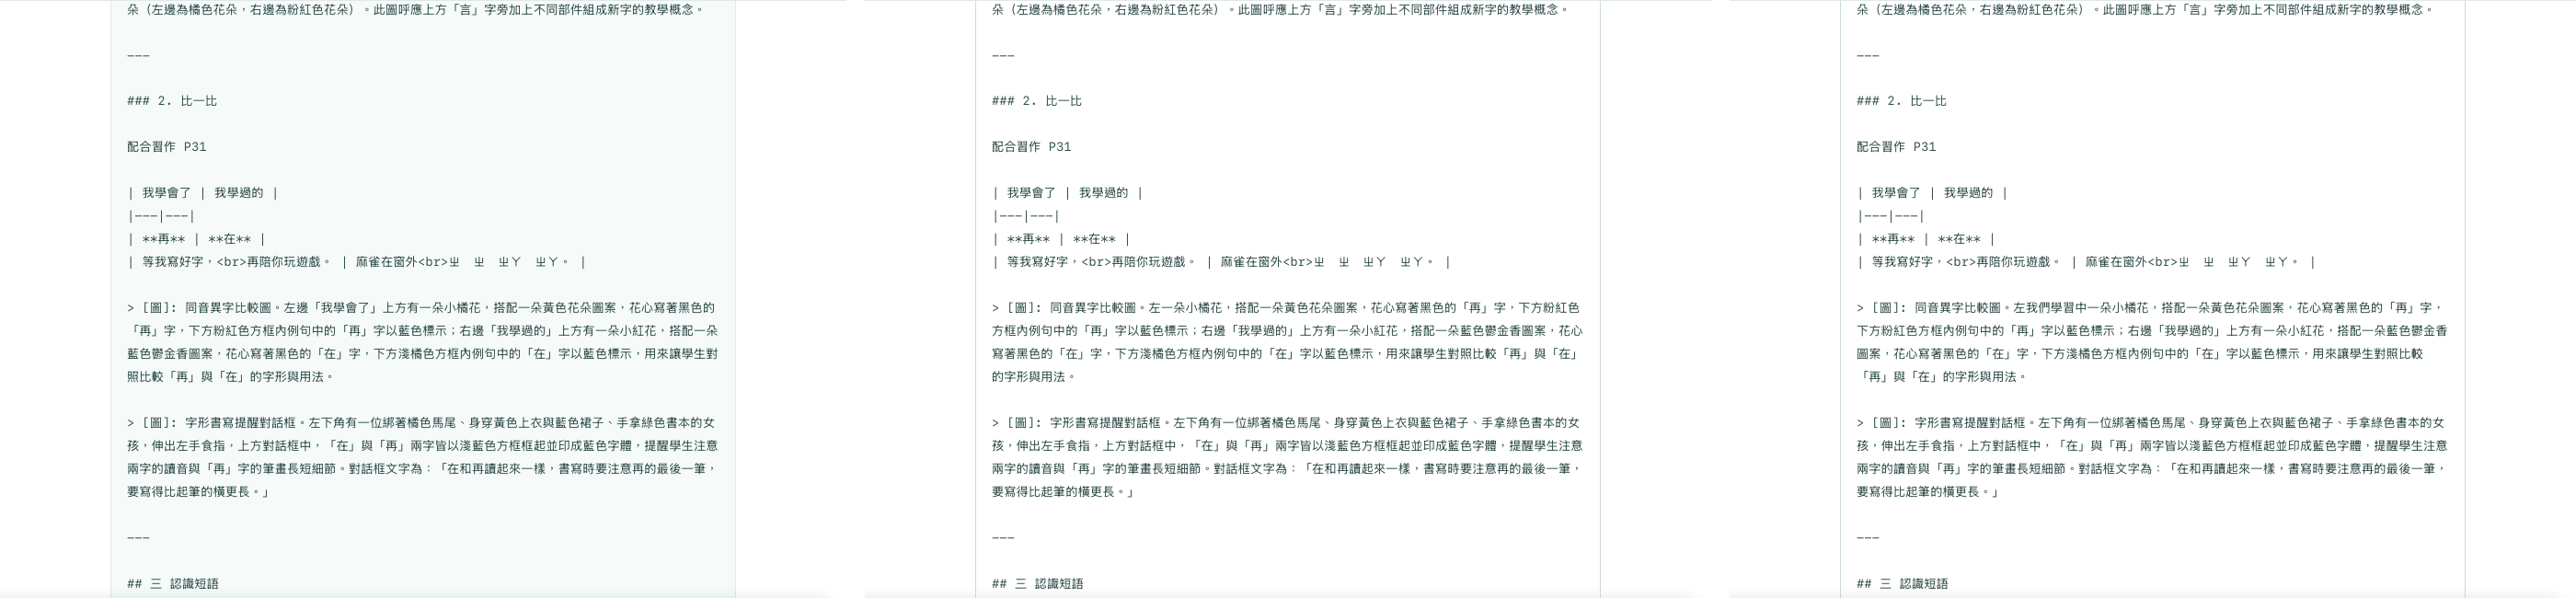 朵（左邊為橘色花朵，右邊為粉紅色花朵）。此圖呼應上方「言」字旁加上不同部件組成新字的教學概念。
---
### 2. 比一比
配合習作 P31
| 我學會了 | 我學過的 |
|---|---|
| **再** | **在** |
| 等我寫好字，<br>再陪你玩遊戲。 | 麻雀在窗外<br>ㄓ　ㄓ　ㄓㄚ　ㄓㄚ。 |
> [圖]: 同音異字比較圖。左邊「我學會了」上方有一朵小橘花，搭配一朵黃色花朵圖案，花心寫著黑色的
「再」字，下方粉紅色方框內例句中的「再」字以藍色標示；右邊「我學過的」上方有一朵小紅花，搭配一朵
藍色鬱金香圖案，花心寫著黑色的「在」字，下方淺橘色方框內例句中的「在」字以藍色標示，用來讓學生對
照比較「再」與「在」的字形與用法。
> [圖]: 字形書寫提醒對話框。左下角有一位綁著橘色馬尾、身穿黃色上衣與藍色裙子、手拿綠色書本的女
孩，伸出左手食指，上方對話框中，「在」與「再」兩字皆以淺藍色方框框起並印成藍色字體，提醒學生注意
兩字的讀音與「再」字的筆畫長短細節。對話框文字為：「在和再讀起來一樣，書寫時要注意再的最後一筆，
要寫得比起筆的橫更長。」
---
## 三 認識短語
朵（左邊為橘色花朵，右邊為粉紅色花朵）。此圖呼應上方「言」字旁加上不同部件組成新字的教學概念。
---
### 2. 比一比
配合習作 P31
| 我學會了 | 我學過的 |
|---|---|
| **再** | **在** |
| 等我寫好字，<br>再陪你玩遊戲。 | 麻雀在窗外<br>ㄓ　ㄓ　ㄓㄚ　ㄓㄚ。 |
> [圖]: 同音異字比較圖。左一朵小橘花，搭配一朵黃色花朵圖案，花心寫著黑色的「再」字，下方粉紅色
方框內例句中的「再」字以藍色標示；右邊「我學過的」上方有一朵小紅花，搭配一朵藍色鬱金香圖案，花心
寫著黑色的「在」字，下方淺橘色方框內例句中的「在」字以藍色標示，用來讓學生對照比較「再」與「在」
的字形與用法。
> [圖]: 字形書寫提醒對話框。左下角有一位綁著橘色馬尾、身穿黃色上衣與藍色裙子、手拿綠色書本的女
孩，伸出左手食指，上方對話框中，「在」與「再」兩字皆以淺藍色方框框起並印成藍色字體，提醒學生注意
兩字的讀音與「再」字的筆畫長短細節。對話框文字為：「在和再讀起來一樣，書寫時要注意再的最後一筆，
要寫得比起筆的橫更長。」
---
## 三 認識短語
朵（左邊為橘色花朵，右邊為粉紅色花朵）。此圖呼應上方「言」字旁加上不同部件組成新字的教學概念。
---
### 2. 比一比
配合習作 P31
| 我學會了 | 我學過的 |
|---|---|
| **再** | **在** |
| 等我寫好字，<br>再陪你玩遊戲。 | 麻雀在窗外<br>ㄓ　ㄓ　ㄓㄚ　ㄓㄚ。 |
> [圖]: 同音異字比較圖。左我們學習中一朵小橘花，搭配一朵黃色花朵圖案，花心寫著黑色的「再」字，
下方粉紅色方框內例句中的「再」字以藍色標示；右邊「我學過的」上方有一朵小紅花，搭配一朵藍色鬱金香
圖案，花心寫著黑色的「在」字，下方淺橘色方框內例句中的「在」字以藍色標示，用來讓學生對照比較
「再」與「在」的字形與用法。
> [圖]: 字形書寫提醒對話框。左下角有一位綁著橘色馬尾、身穿黃色上衣與藍色裙子、手拿綠色書本的女
孩，伸出左手食指，上方對話框中，「在」與「再」兩字皆以淺藍色方框框起並印成藍色字體，提醒學生注意
兩字的讀音與「再」字的筆畫長短細節。對話框文字為：「在和再讀起來一樣，書寫時要注意再的最後一筆，
要寫得比起筆的橫更長。」
---
## 三 認識短語